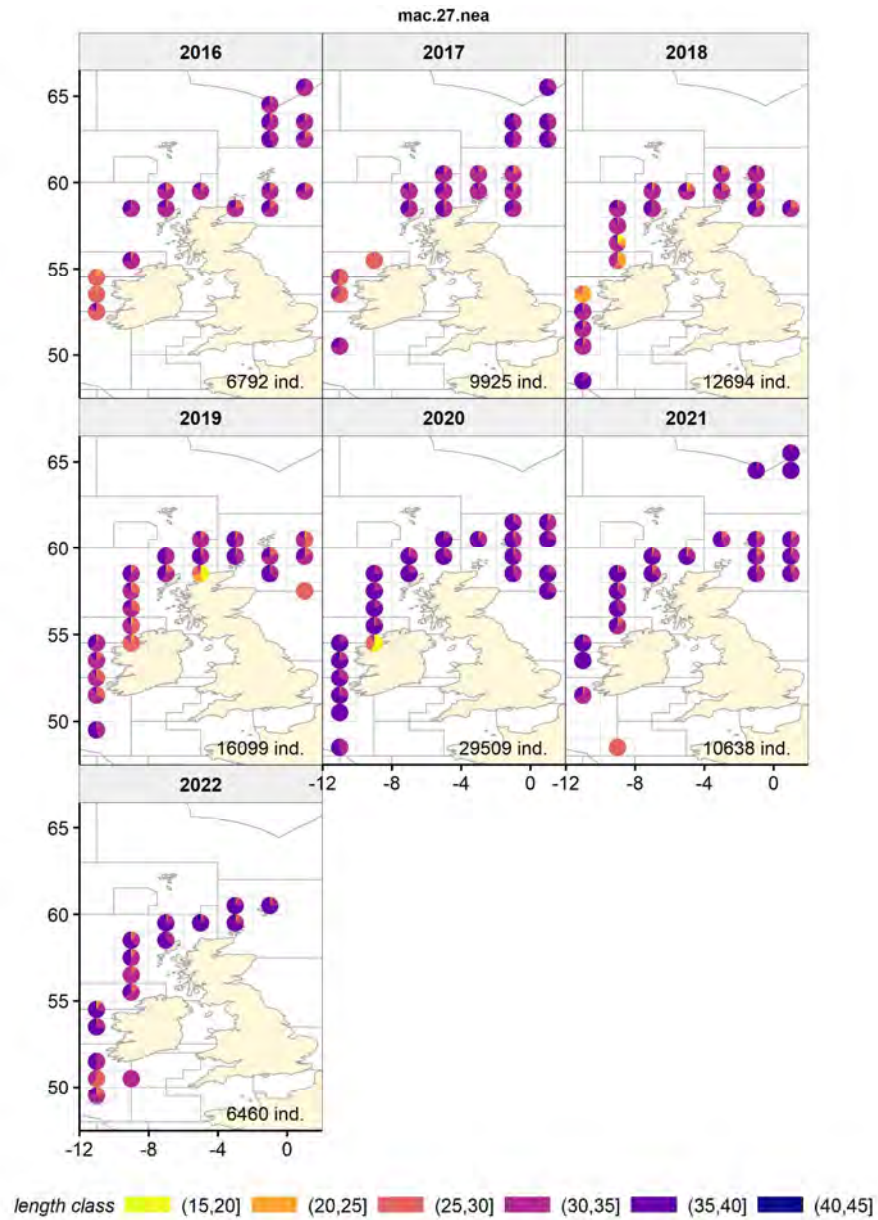 mac.27.nea
2016 2017 2018
65
60
55
50
6792 ind. 9925 ind. 12694 ind.
2019 2020 2021
65
60
55
50
16099 ind. 29509 ind. 10638 ind.
-12 -8 -4 0 -12 -8 -4 0
2022
65
60
55
50
6460 ind.
-12 -8 -4 0
length class (15,20] (20,25] (25,30] (30,35] (35,40] (40,45]